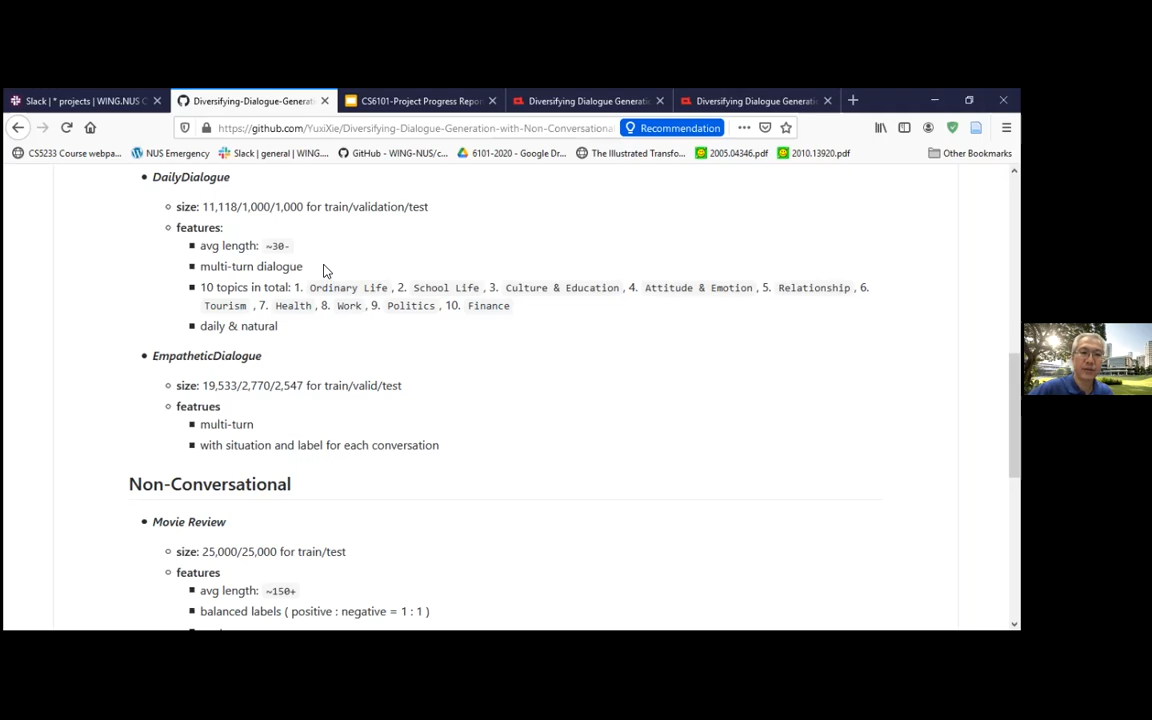 Slack | * projects | WING.NUS C
Diversifying-Dialogue-Generati
CS6101-Project Progress Repor
Diversifying Dialogue Generati
Diversifying Dialogue Generati
https://github.com/YuxiXie/Diversifying-Dialogue-Generation-with-Non-Conversational
Recommendation
CS5233 Course webpa...
NUS Emergency
Slack | general | WING....
GitHub - WING-NUS/c...
6101-2020 - Google Dr...
The Illustrated Transfo...
2005.04346.pdf
2010.13920.pdf
Other Bookmarks
DailyDialogue
size: 11,118/1,000/1,000 for train/validation/test
features:
avg length: ~30-
multi-turn dialogue
10 topics in total: 1. Ordinary Life , 2. School Life , 3. Culture & Education , 4. Attitude & Emotion , 5. Relationship , 6.
Tourism , 7. Health , 8. Work , 9. Politics , 10. Finance
daily & natural
EmpatheticDialogue
size: 19,533/2,770/2,547 for train/valid/test
featrues
multi-turn
with situation and label for each conversation
Non-Conversational
Movie Review
size: 25,000/25,000 for train/test
features
avg length: ~150+
balanced labels ( positive : negative = 1 : 1 )